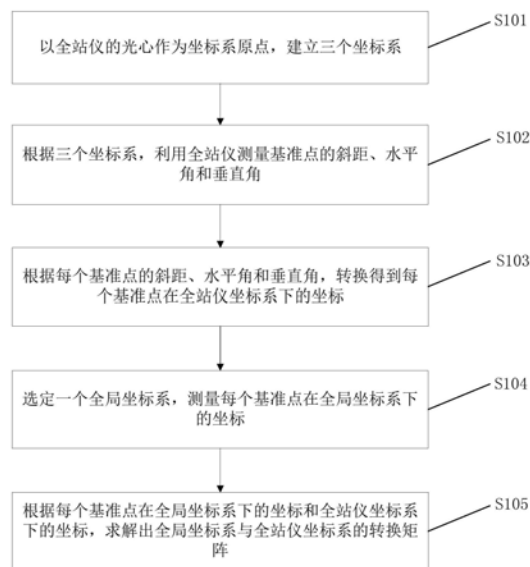 以全站仪的光心作为坐标系原点，建立三个坐标系
S101
根据三个坐标系，利用全站仪测量基准点的斜距、水平
角和垂直角
S102
根据每个基准点的斜距、水平角和垂直角，转换得到每
个基准点在全站仪坐标系下的坐标
S103
选定一个全局坐标系，测量每个基准点在全局坐标系下
的坐标
S104
根据每个基准点在全局坐标系下的坐标和全站仪坐标系
下的坐标，求解出全局坐标系与全站仪坐标系的转换矩
阵
S105